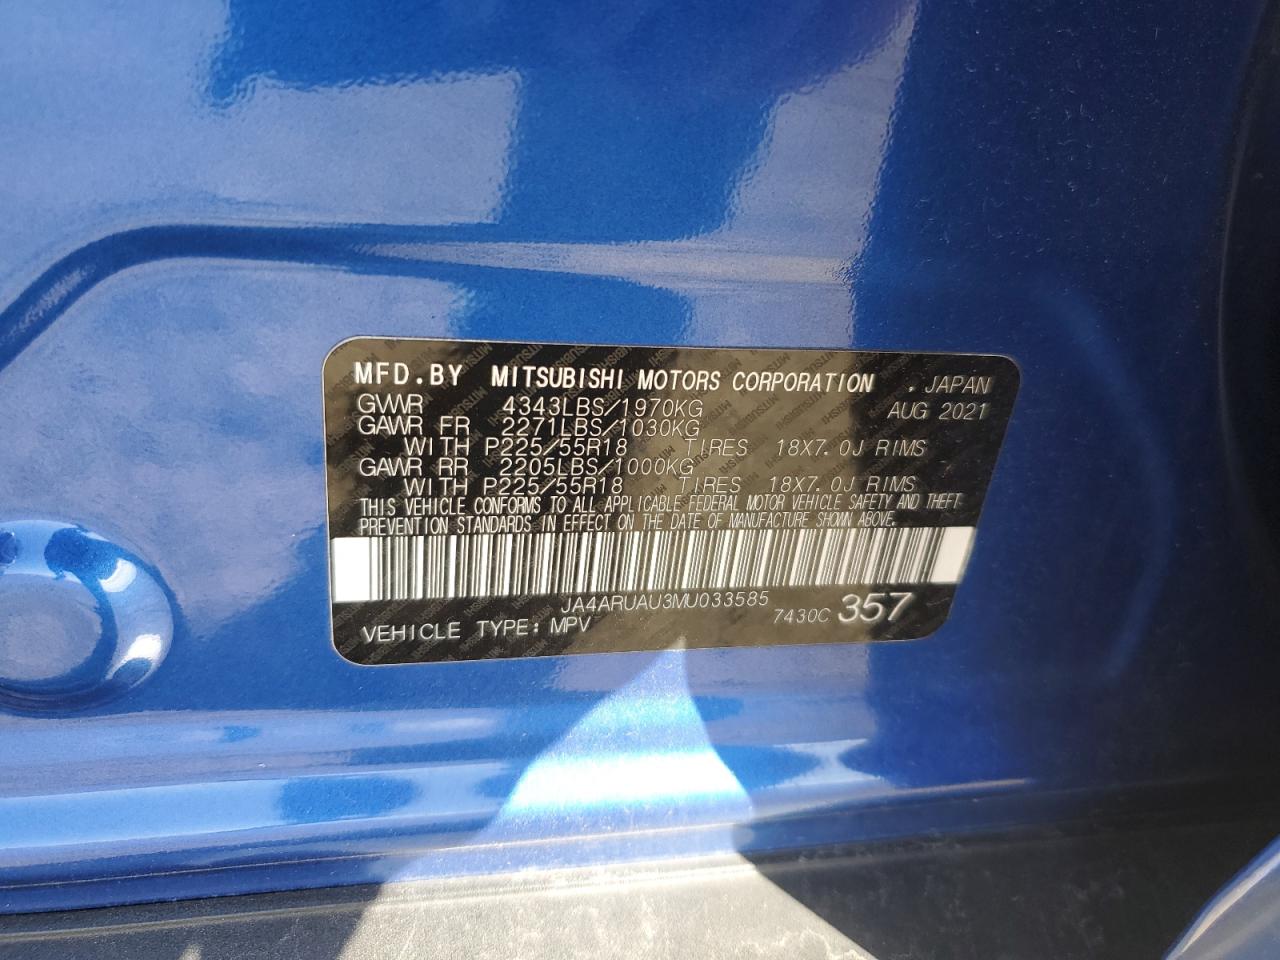 MFD.BY MITSUBISHI MOTORS CORPORATION . JAPAN
GVWR 4343LBS/1970KG AUG 2021
GAWR FR 2271LBS/1030KG
WITH P225/55R18 TIRES 18X7.0J RIMS
GAWR RR 2205LBS/1000KG
WITH P225/55R18 TIRES 18X7.0J RIMS
THIS VEHICLE CONFORMS TO ALL APPLICABLE FEDERAL MOTOR VEHICLE SAFETY AND THEFT
PREVENTION STANDARDS IN EFFECT ON THE DATE OF MANUFACTURE SHOWN ABOVE.
JA4ARUAU3MU033585
VEHICLE TYPE: MPV 7430C 357